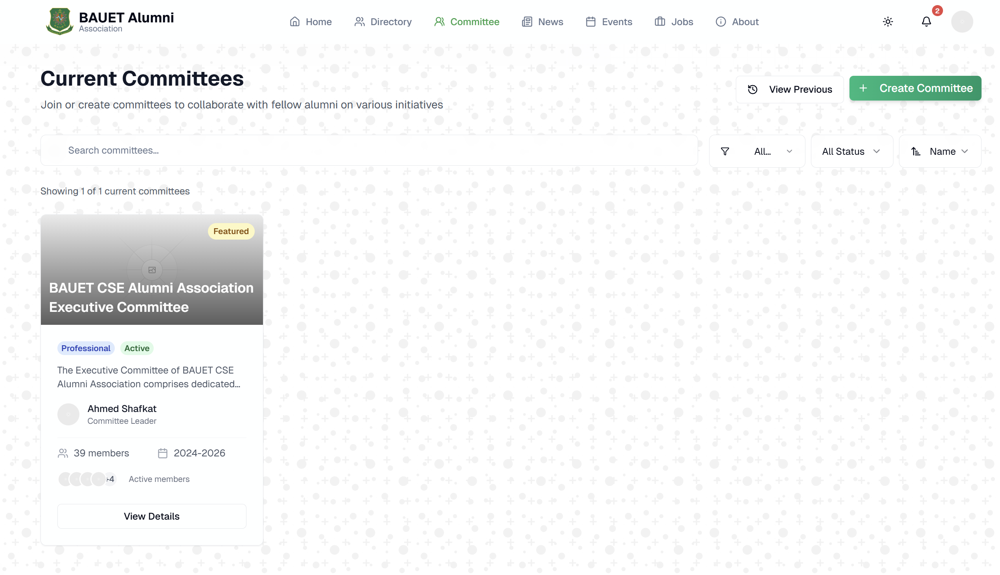 BAUET Alumni
Association
Home
Directory
Committee
News
Events
Jobs
About
2
Current Committees
Join or create committees to collaborate with fellow alumni on various initiatives
View Previous
Create Committee
Search committees...
All...
All Status
Name
Showing 1 of 1 current committees
Featured
BAUET CSE Alumni Association
Executive Committee
Professional
Active
The Executive Committee of BAUET CSE
Alumni Association comprises dedicated...
Ahmed Shafkat
Committee Leader
39 members
2024-2026
+4
Active members
View Details